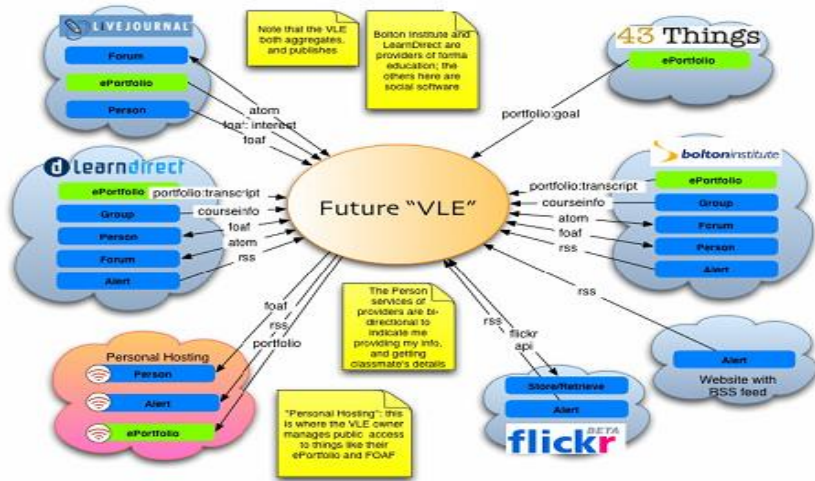 LIVEJOURNAL
Forum
ePortfolio
Person
Note that the VLE
both aggregates,
and publishes
Bolton Institute and
LearnDirect are
providers of forma
education; the
others here are
social software
43 Things
ePortfolio
atom
foaf: interest
foaf
portfolio:goal
learndirect
ePortfolio
Group
Person
Forum
Alert
portfolio:transcript
courseinfo
foaf
atom
rss
Future "VLE"
boltoninstitute
portfolio:transcript
courseinfo
atom
foaf
rss
ePortfolio
Group
Forum
Person
Alert
foaf
rss
portfolio
The Person
services of
providers are bi-
directional to
indicate me
providing my info,
and getting
classmate's details
rss
flickr
api
rss
Personal Hosting
Person
Alert
ePortfolio
"Personal Hosting": this
is where the VLE owner
manages public access
to things like their
ePortfolio and FOAF
Store/Retrieve
Alert
flickr
BETA
Alert
Website with
RSS feed